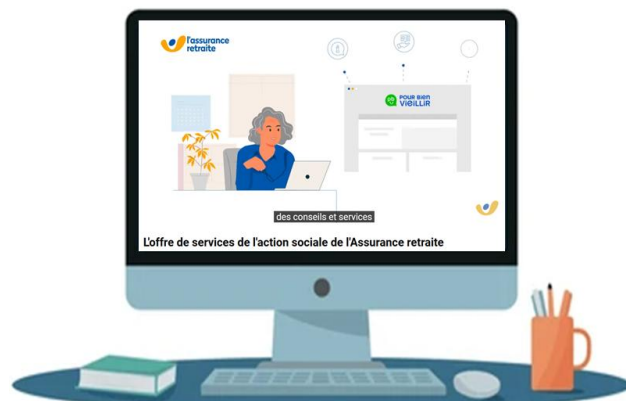 l'assurance
retraite
POUR BIEN
VIEILLIR
des conseils et services
L'offre de services de l'action sociale de l'Assurance retraite